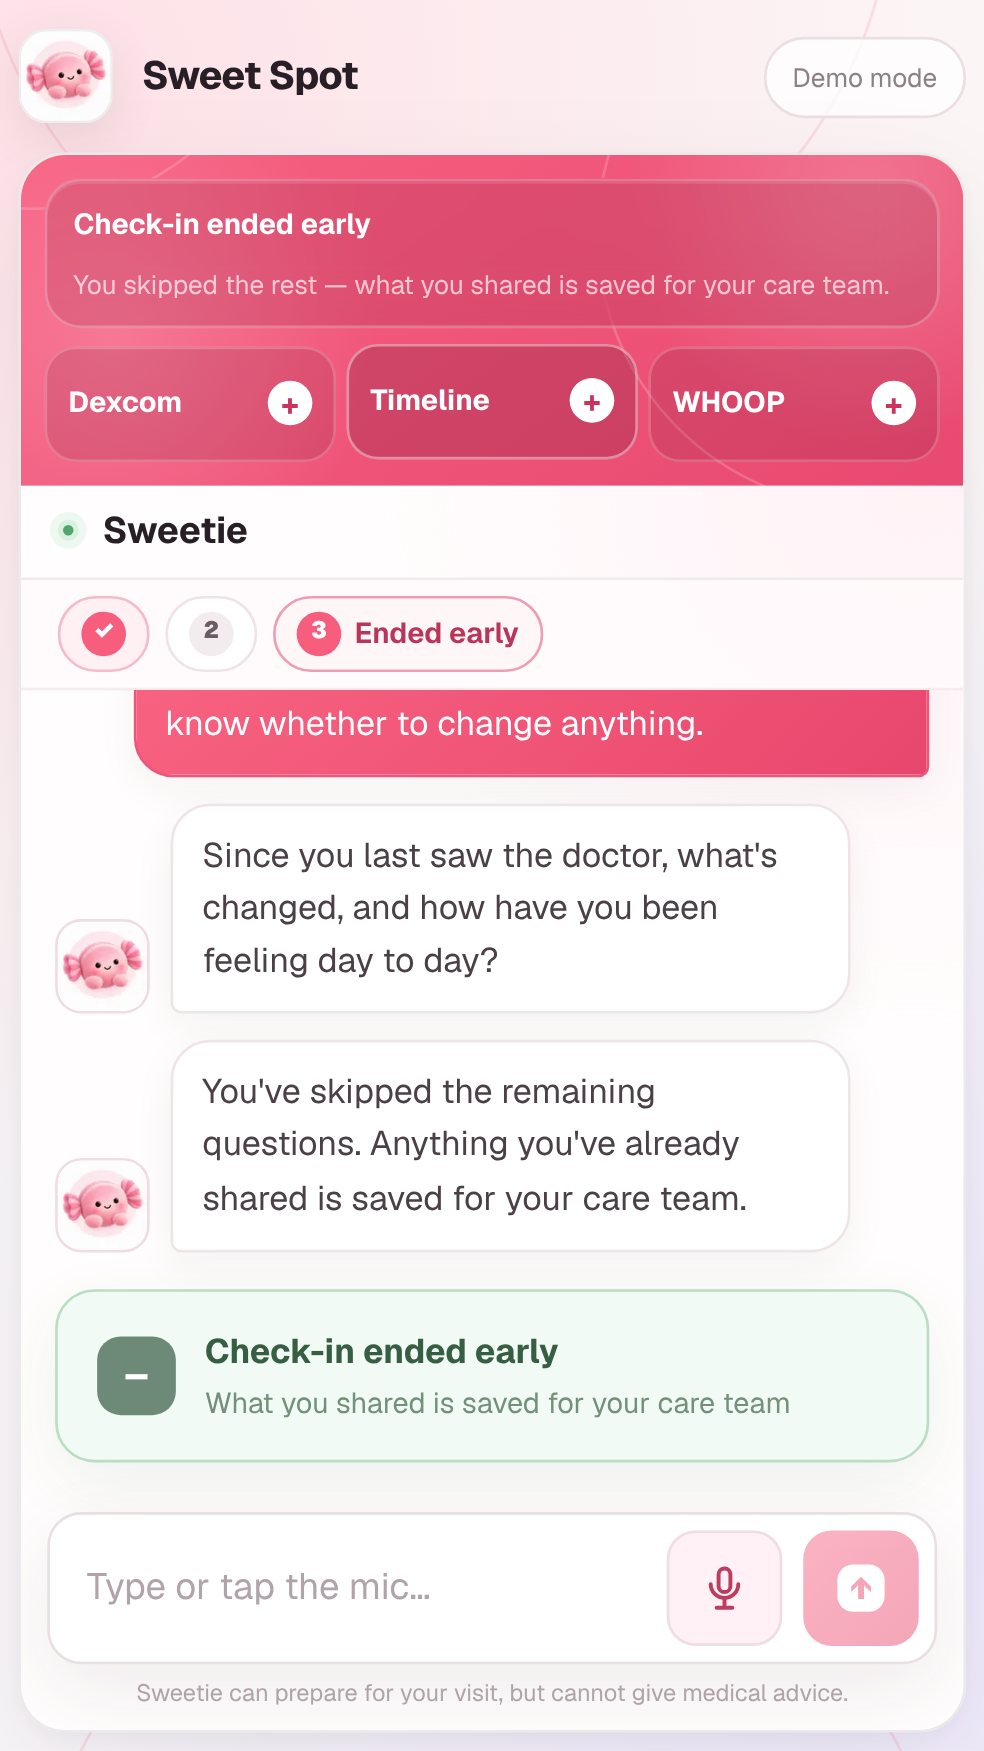 Sweet Spot
Demo mode
Check-in ended early
You skipped the rest — what you shared is saved for your care team.
Dexcom +
Timeline +
WHOOP +
Sweetie
2
3 Ended early
know whether to change anything.
Since you last saw the doctor, what's
changed, and how have you been
feeling day to day?
You've skipped the remaining
questions. Anything you've already
shared is saved for your care team.
Check-in ended early
What you shared is saved for your care team
Type or tap the mic...
Sweetie can prepare for your visit, but cannot give medical advice.